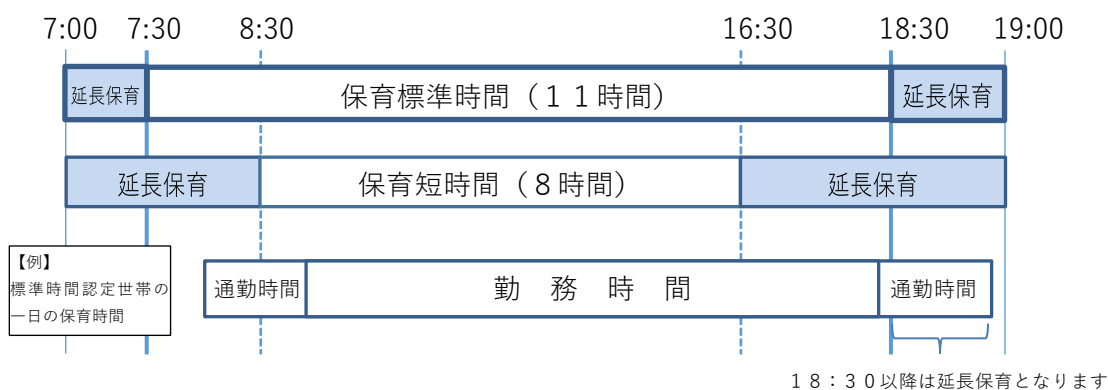 7:00 7:30 8:30 16:30 18:30 19:00
延長保育 保育標準時間（１１時間） 延長保育
延長保育 保育短時間（８時間） 延長保育
【例】
標準時間認定世帯の
一日の保育時間
通勤時間 勤 務 時 間 通勤時間
１８：３０以降は延長保育となります